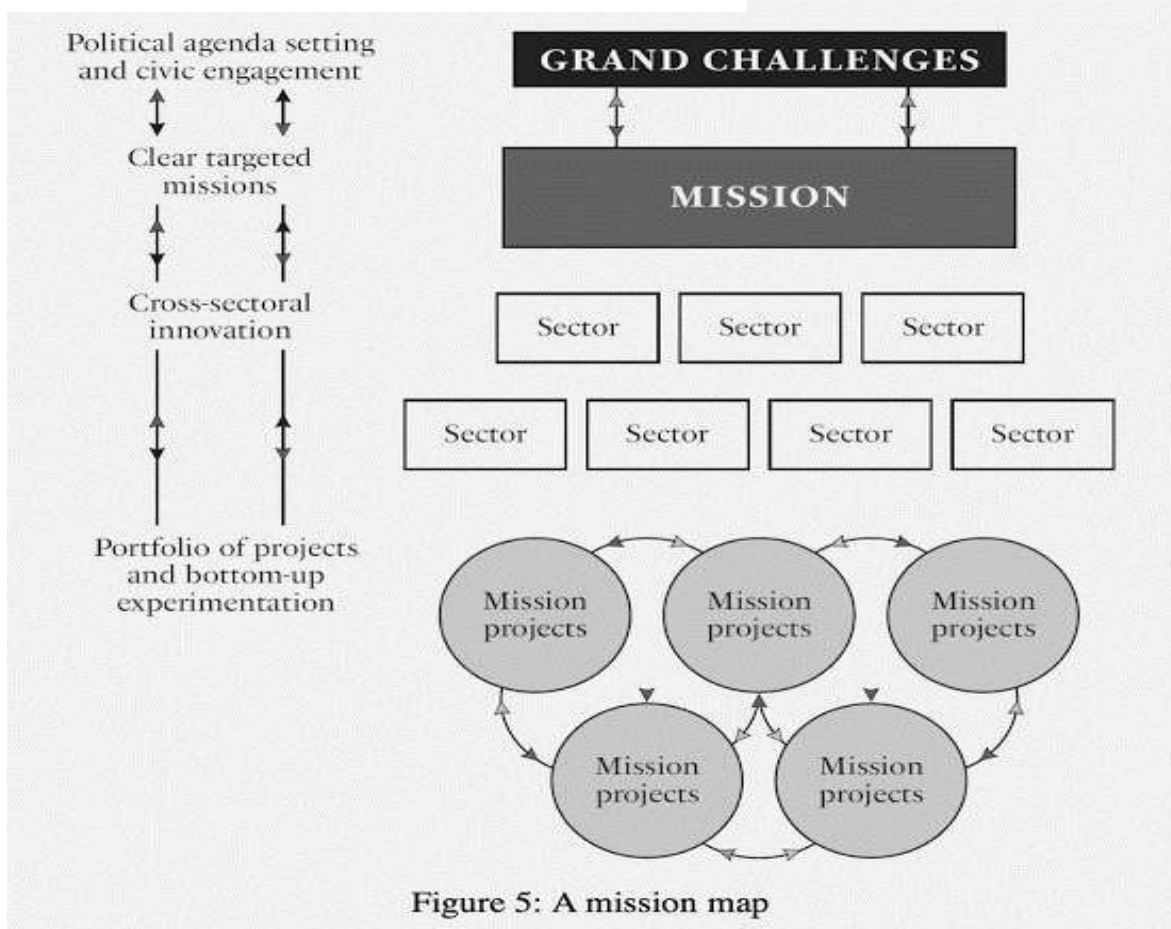 Political agenda setting
and civic engagement
Clear targeted
missions
Cross-sectoral
innovation
Portfolio of projects
and bottom-up
experimentation
GRAND CHALLENGES
MISSION
Sector
Sector
Sector
Sector
Sector
Sector
Sector
Mission
projects
Mission
projects
Mission
projects
Mission
projects
Mission
projects
Figure 5: A mission map